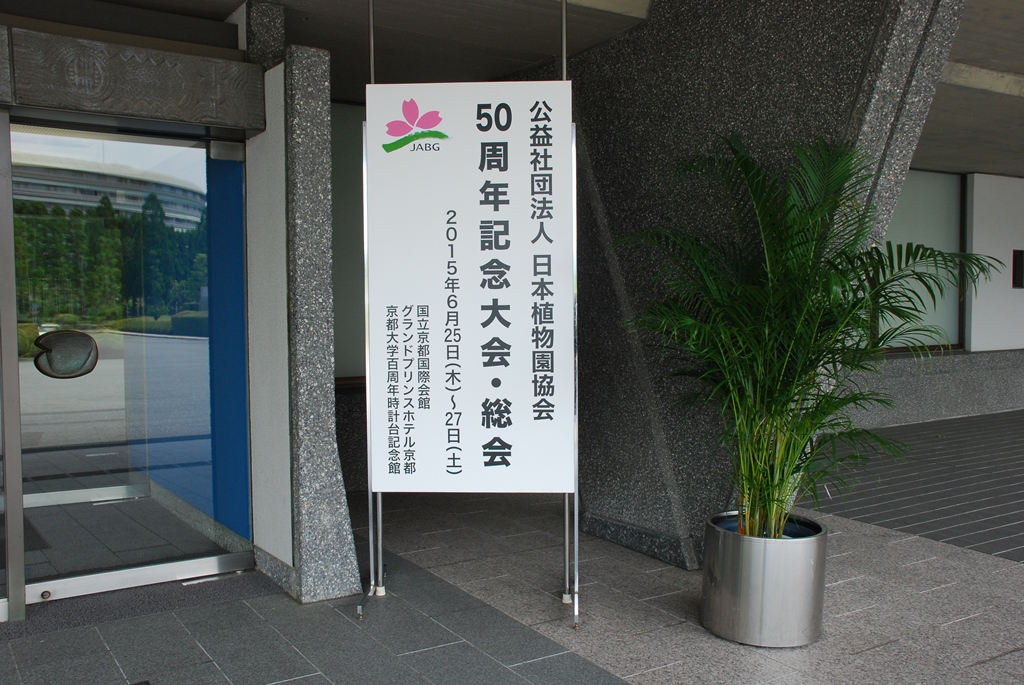 公益社団法人 日本植物園協会
50周年記念大会・総会
2015年6月25日(木)~27日(土)
国立京都国際会館
グランドプリンスホテル京都
京都大学百周年時計台記念館
JABG